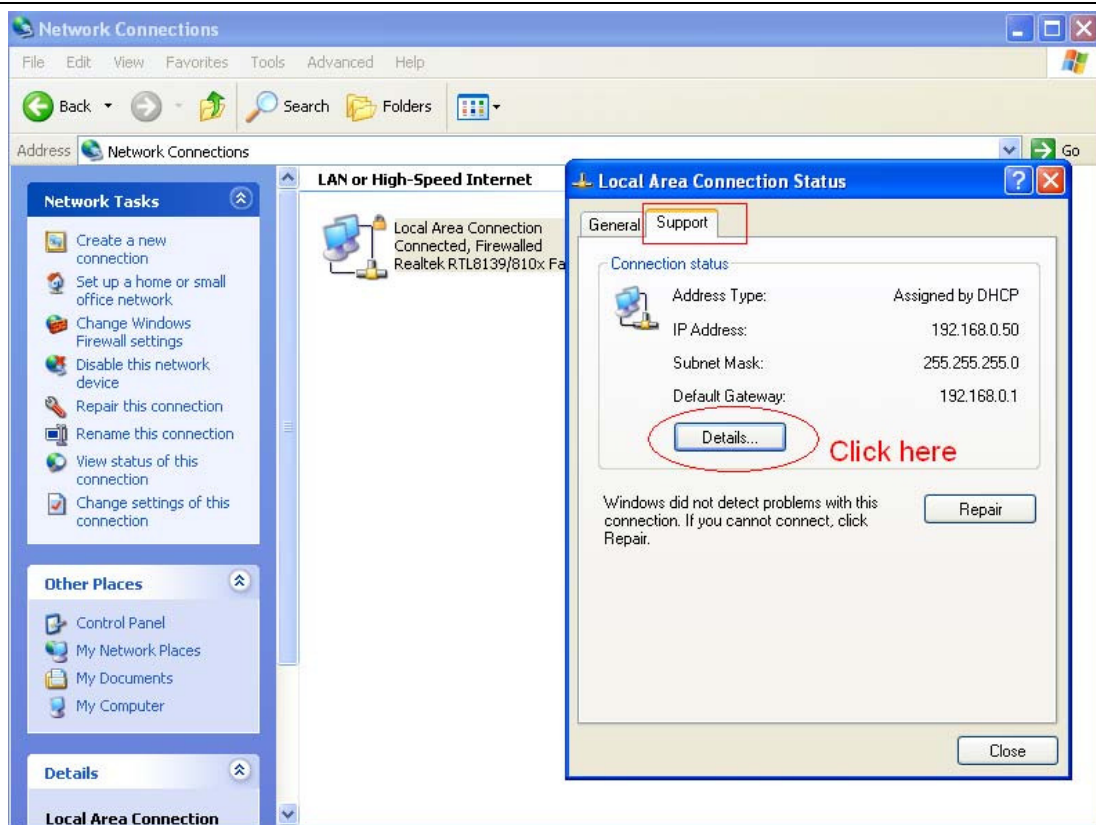 Network Connections
File Edit View Favorites Tools Advanced Help
Back Search Folders
Address Network Connections Go
Network Tasks
Create a new
connection
Set up a home or small
office network
Change Windows
Firewall settings
Disable this network
device
Repair this connection
Rename this connection
View status of this
connection
Change settings of this
connection
Other Places
Control Panel
My Network Places
My Documents
My Computer
Details
Local Area Connection
LAN or High-Speed Internet
Local Area Connection
Connected, Firewalled
Realtek RTL8139/810x Fa
Local Area Connection Status
General Support
Connection status
Address Type: Assigned by DHCP
IP Address: 192.168.0.50
Subnet Mask: 255.255.255.0
Default Gateway: 192.168.0.1
Details... Click here
Windows did not detect problems with this
connection. If you cannot connect, click
Repair.
Repair
Close